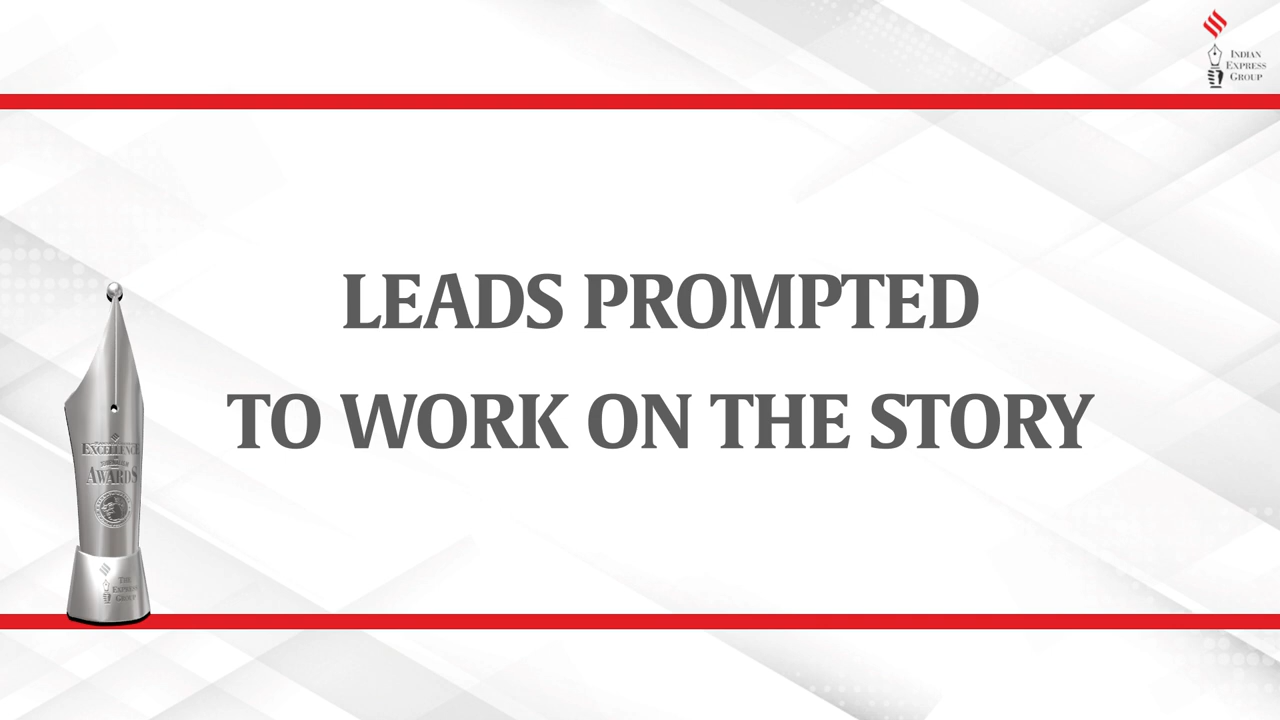 INDIAN
EXPRESS
GROUP
LEADS PROMPTED
TO WORK ON THE STORY
EXCELLENCE
AWARDS
THE
EXPRESS
GROUP